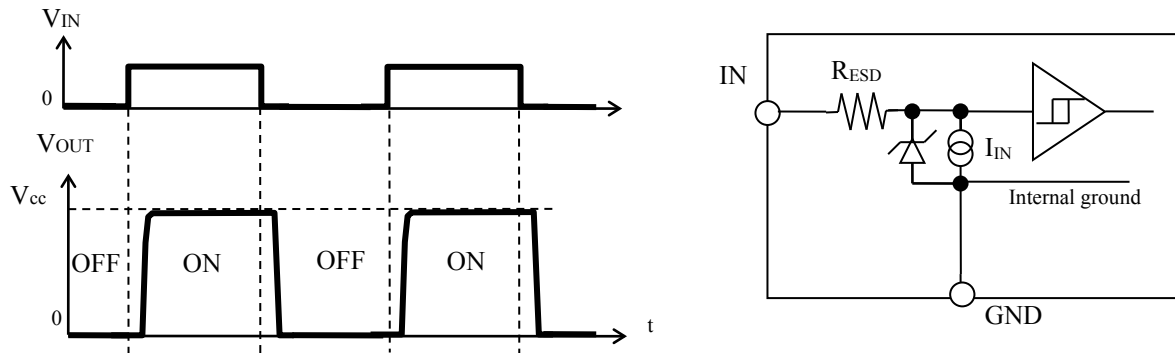 VIN
0
VOUT
Vcc
OFF
ON
OFF
ON
0
t
IN
RESD
IIN
Internal ground
GND